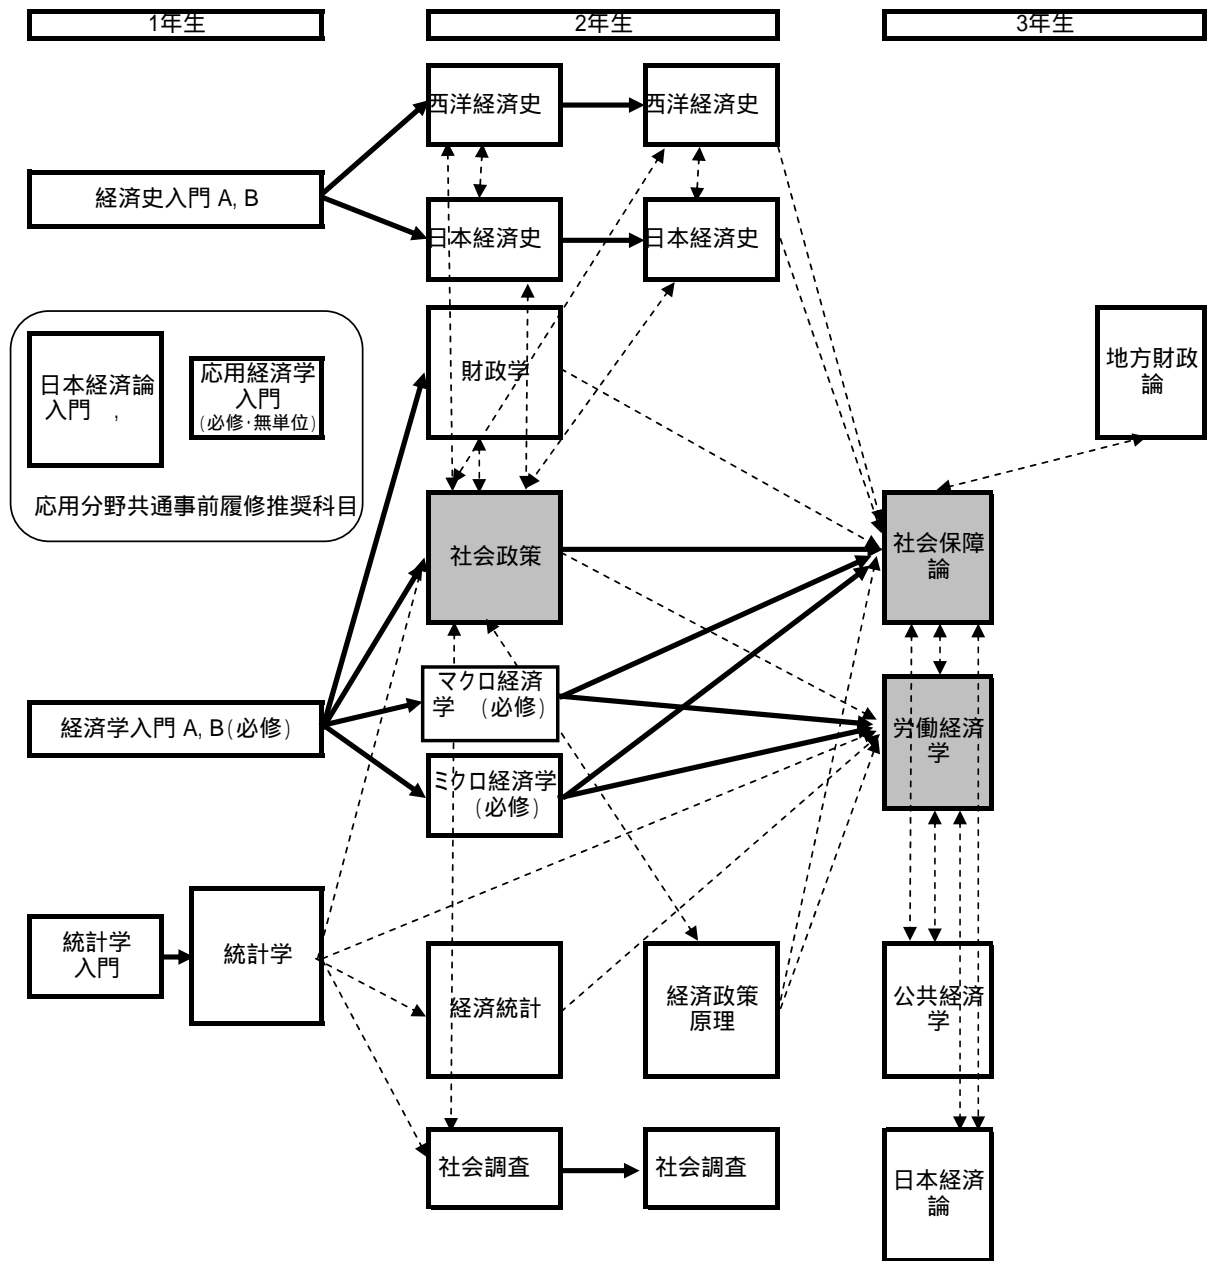 1年生
2年生
3年生
西洋経済史
西洋経済史
経済史入門 A, B
日本経済史
日本経済史
日本経済論
入門 ,
応用経済学
入門
(必修・無単位)
応用分野共通事前履修推奨科目
財政学
地方財政
論
社会政策
社会保障
論
経済学入門 A, B(必修)
マクロ経済
学 (必修)
ミクロ経済学
(必修)
労働経済
学
統計学
入門
統計学
経済統計
経済政策
原理
公共経済
学
社会調査
社会調査
日本経済
論